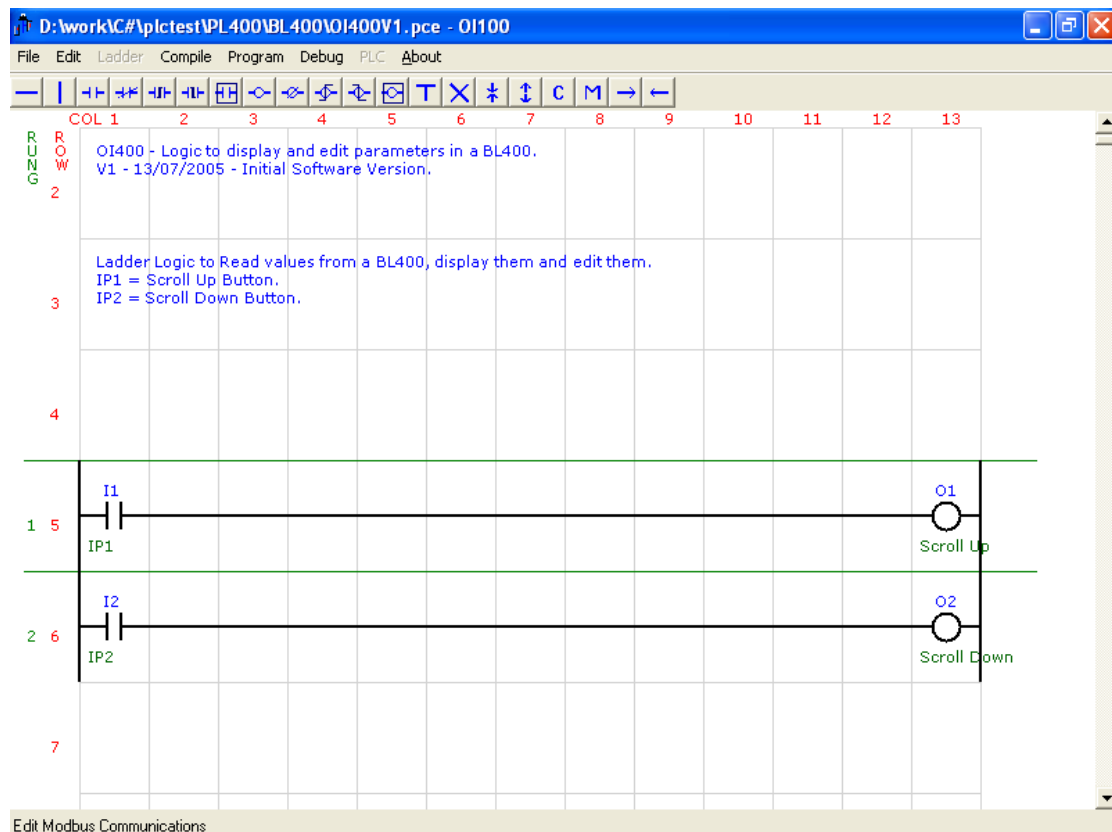 D:\work\C#\plctest\PL400\BL400\OI400V1.pce - OI100
File Edit Ladder Compile Program Debug PLC About
C M
COL 1 2 3 4 5 6 7 8 9 10 11 12 13
RUNG
ROW
OI400 - Logic to display and edit parameters in a BL400.
V1 - 13/07/2005 - Initial Software Version.
2
Ladder Logic to Read values from a BL400, display them and edit them.
IP1 = Scroll Up Button.
IP2 = Scroll Down Button.
3
4
I1 O1
1 5
IP1 Scroll Up
I2 O2
2 6
IP2 Scroll Down
7
Edit Modbus Communications